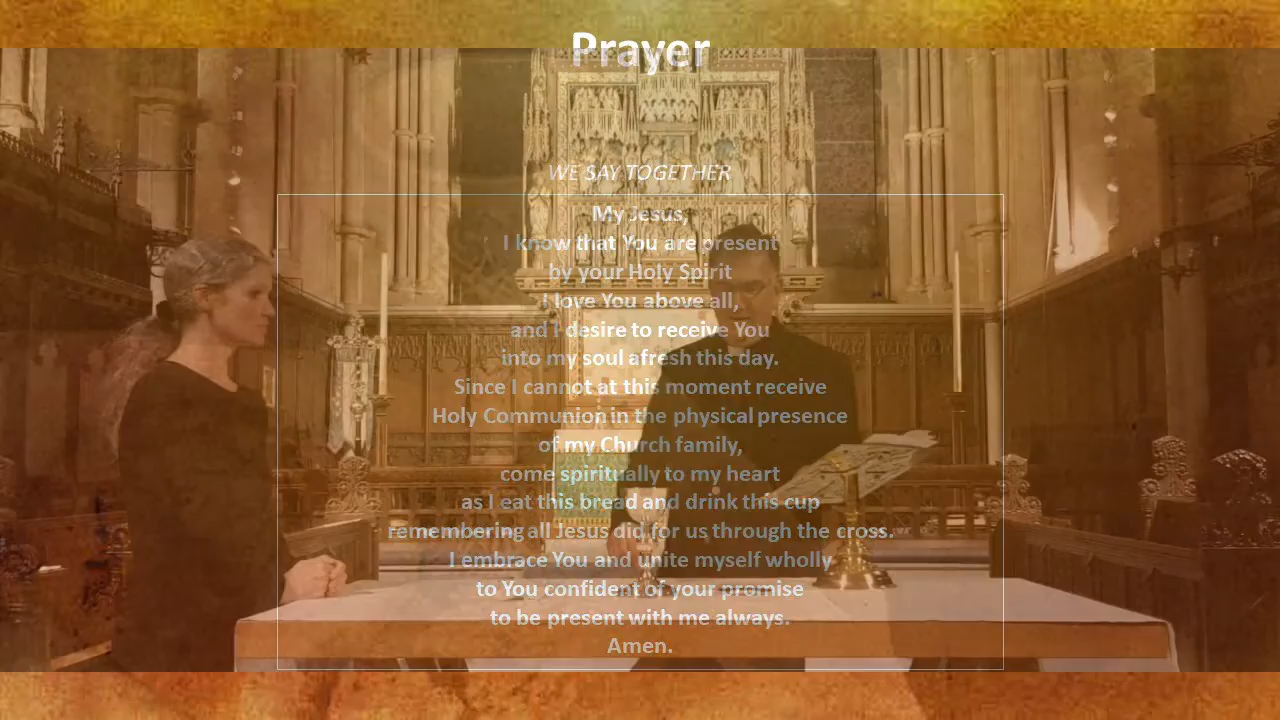 Prayer
WE SAY TOGETHER
My Jesus,
I know that You are present
by your Holy Spirit
I love You above all,
and I desire to receive You
into my soul afresh this day.
Since I cannot at this moment receive
Holy Communion in the physical presence
of my Church family,
come spiritually to my heart
as I eat this bread and drink this cup
remembering all Jesus did for us through the cross.
I embrace You and unite myself wholly
to You confident of your promise
to be present with me always.
Amen.